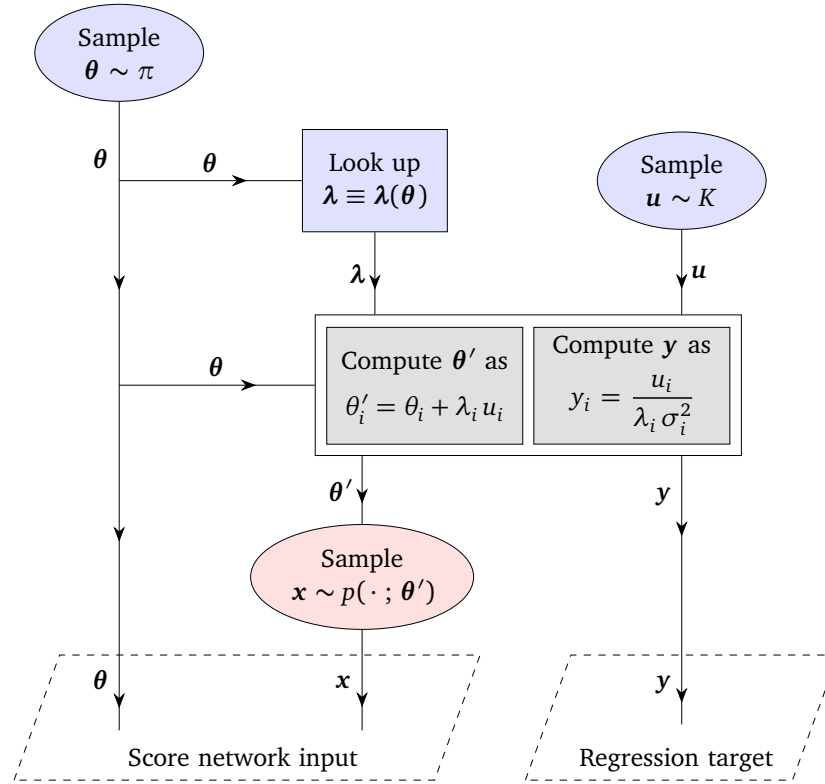 Sample
θ ∼ π
θ
θ
Look up
λ ≡ λ(θ)
Sample
u ∼ K
λ
u
θ
Compute θ′ as
θ′ᵢ = θᵢ + λᵢ uᵢ
Compute y as
yᵢ = uᵢ / (λᵢ σᵢ²)
θ′
y
Sample
x ∼ p( · ; θ′)
θ
x
y
Score network input
Regression target